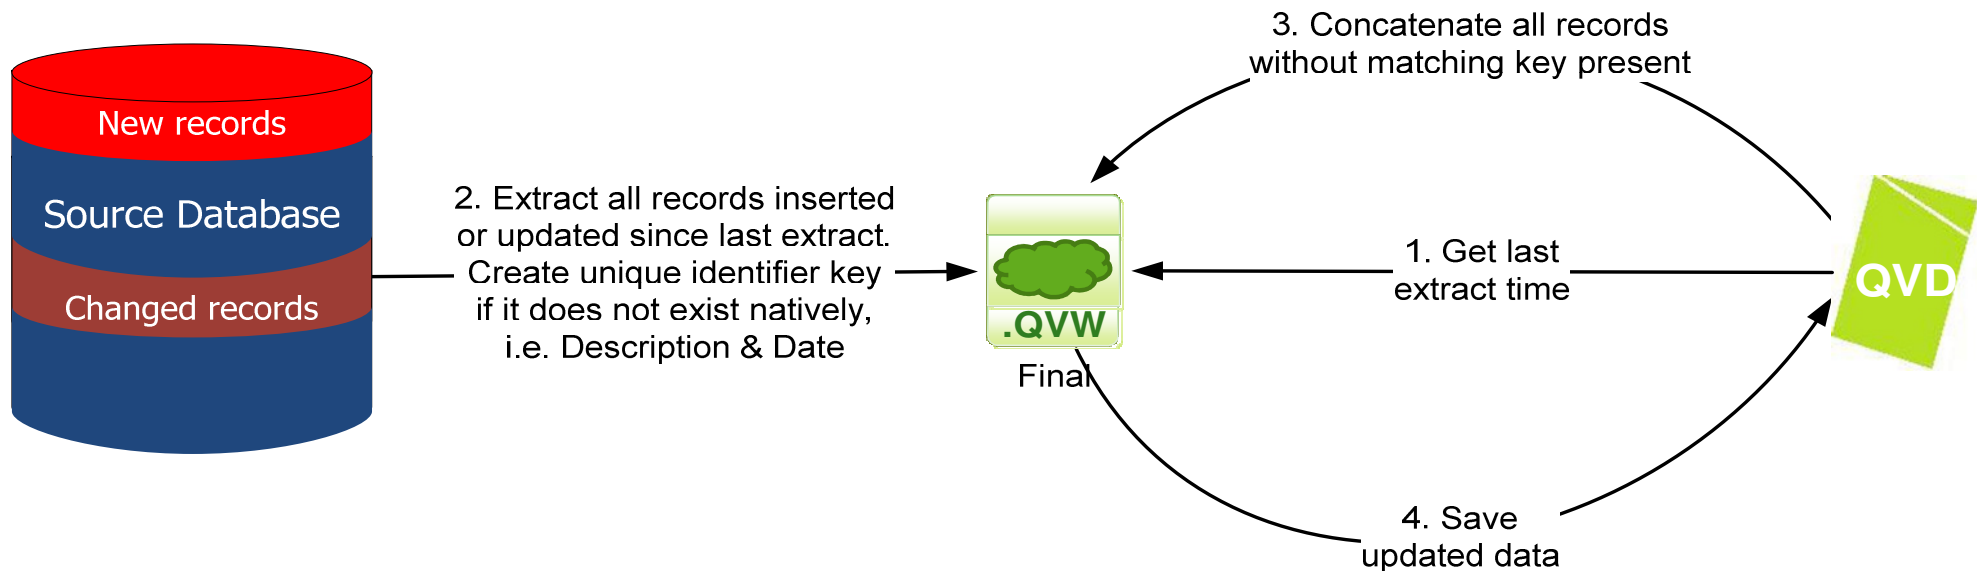 New records
Source Database
Changed records
2. Extract all records inserted
or updated since last extract.
Create unique identifier key
if it does not exist natively,
i.e. Description & Date
.QVW
Final
3. Concatenate all records
without matching key present
1. Get last
extract time
QVD
4. Save
updated data